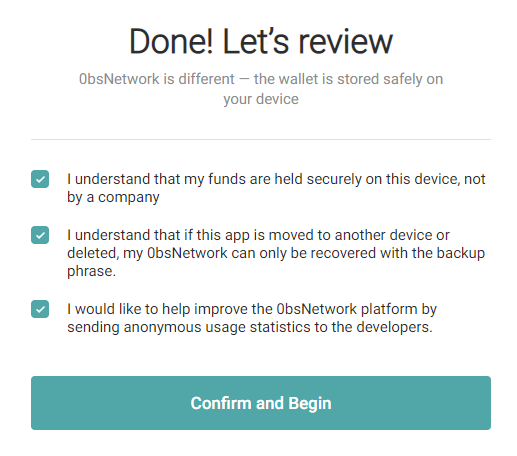 Done! Let’s review
0bsNetwork is different — the wallet is stored safely on
your device
I understand that my funds are held securely on this device, not
by a company
I understand that if this app is moved to another device or
deleted, my 0bsNetwork can only be recovered with the backup
phrase.
I would like to help improve the 0bsNetwork platform by
sending anonymous usage statistics to the developers.
Confirm and Begin